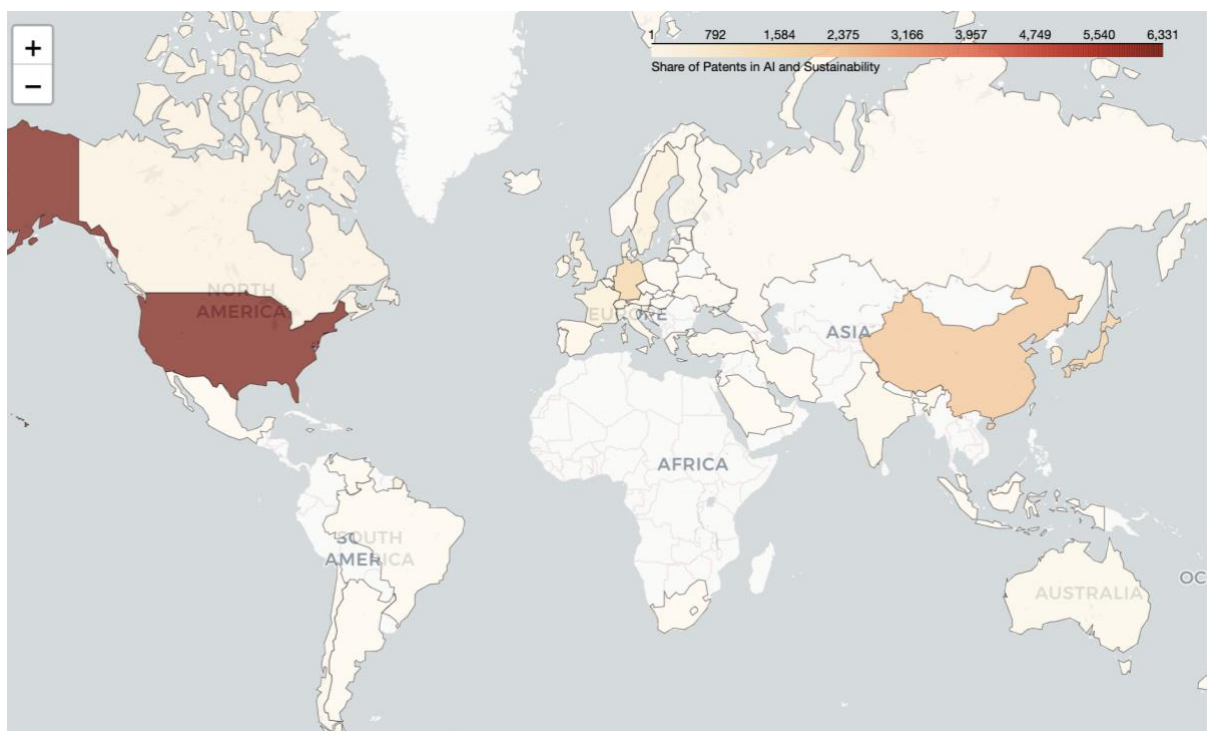 +
−
1 792 1,584 2,375 3,166 3,957 4,749 5,540 6,331
Share of Patents in AI and Sustainability
NORTH
AMERICA
EUROPE
ASIA
AFRICA
SOUTH
AMERICA
AUSTRALIA
OC